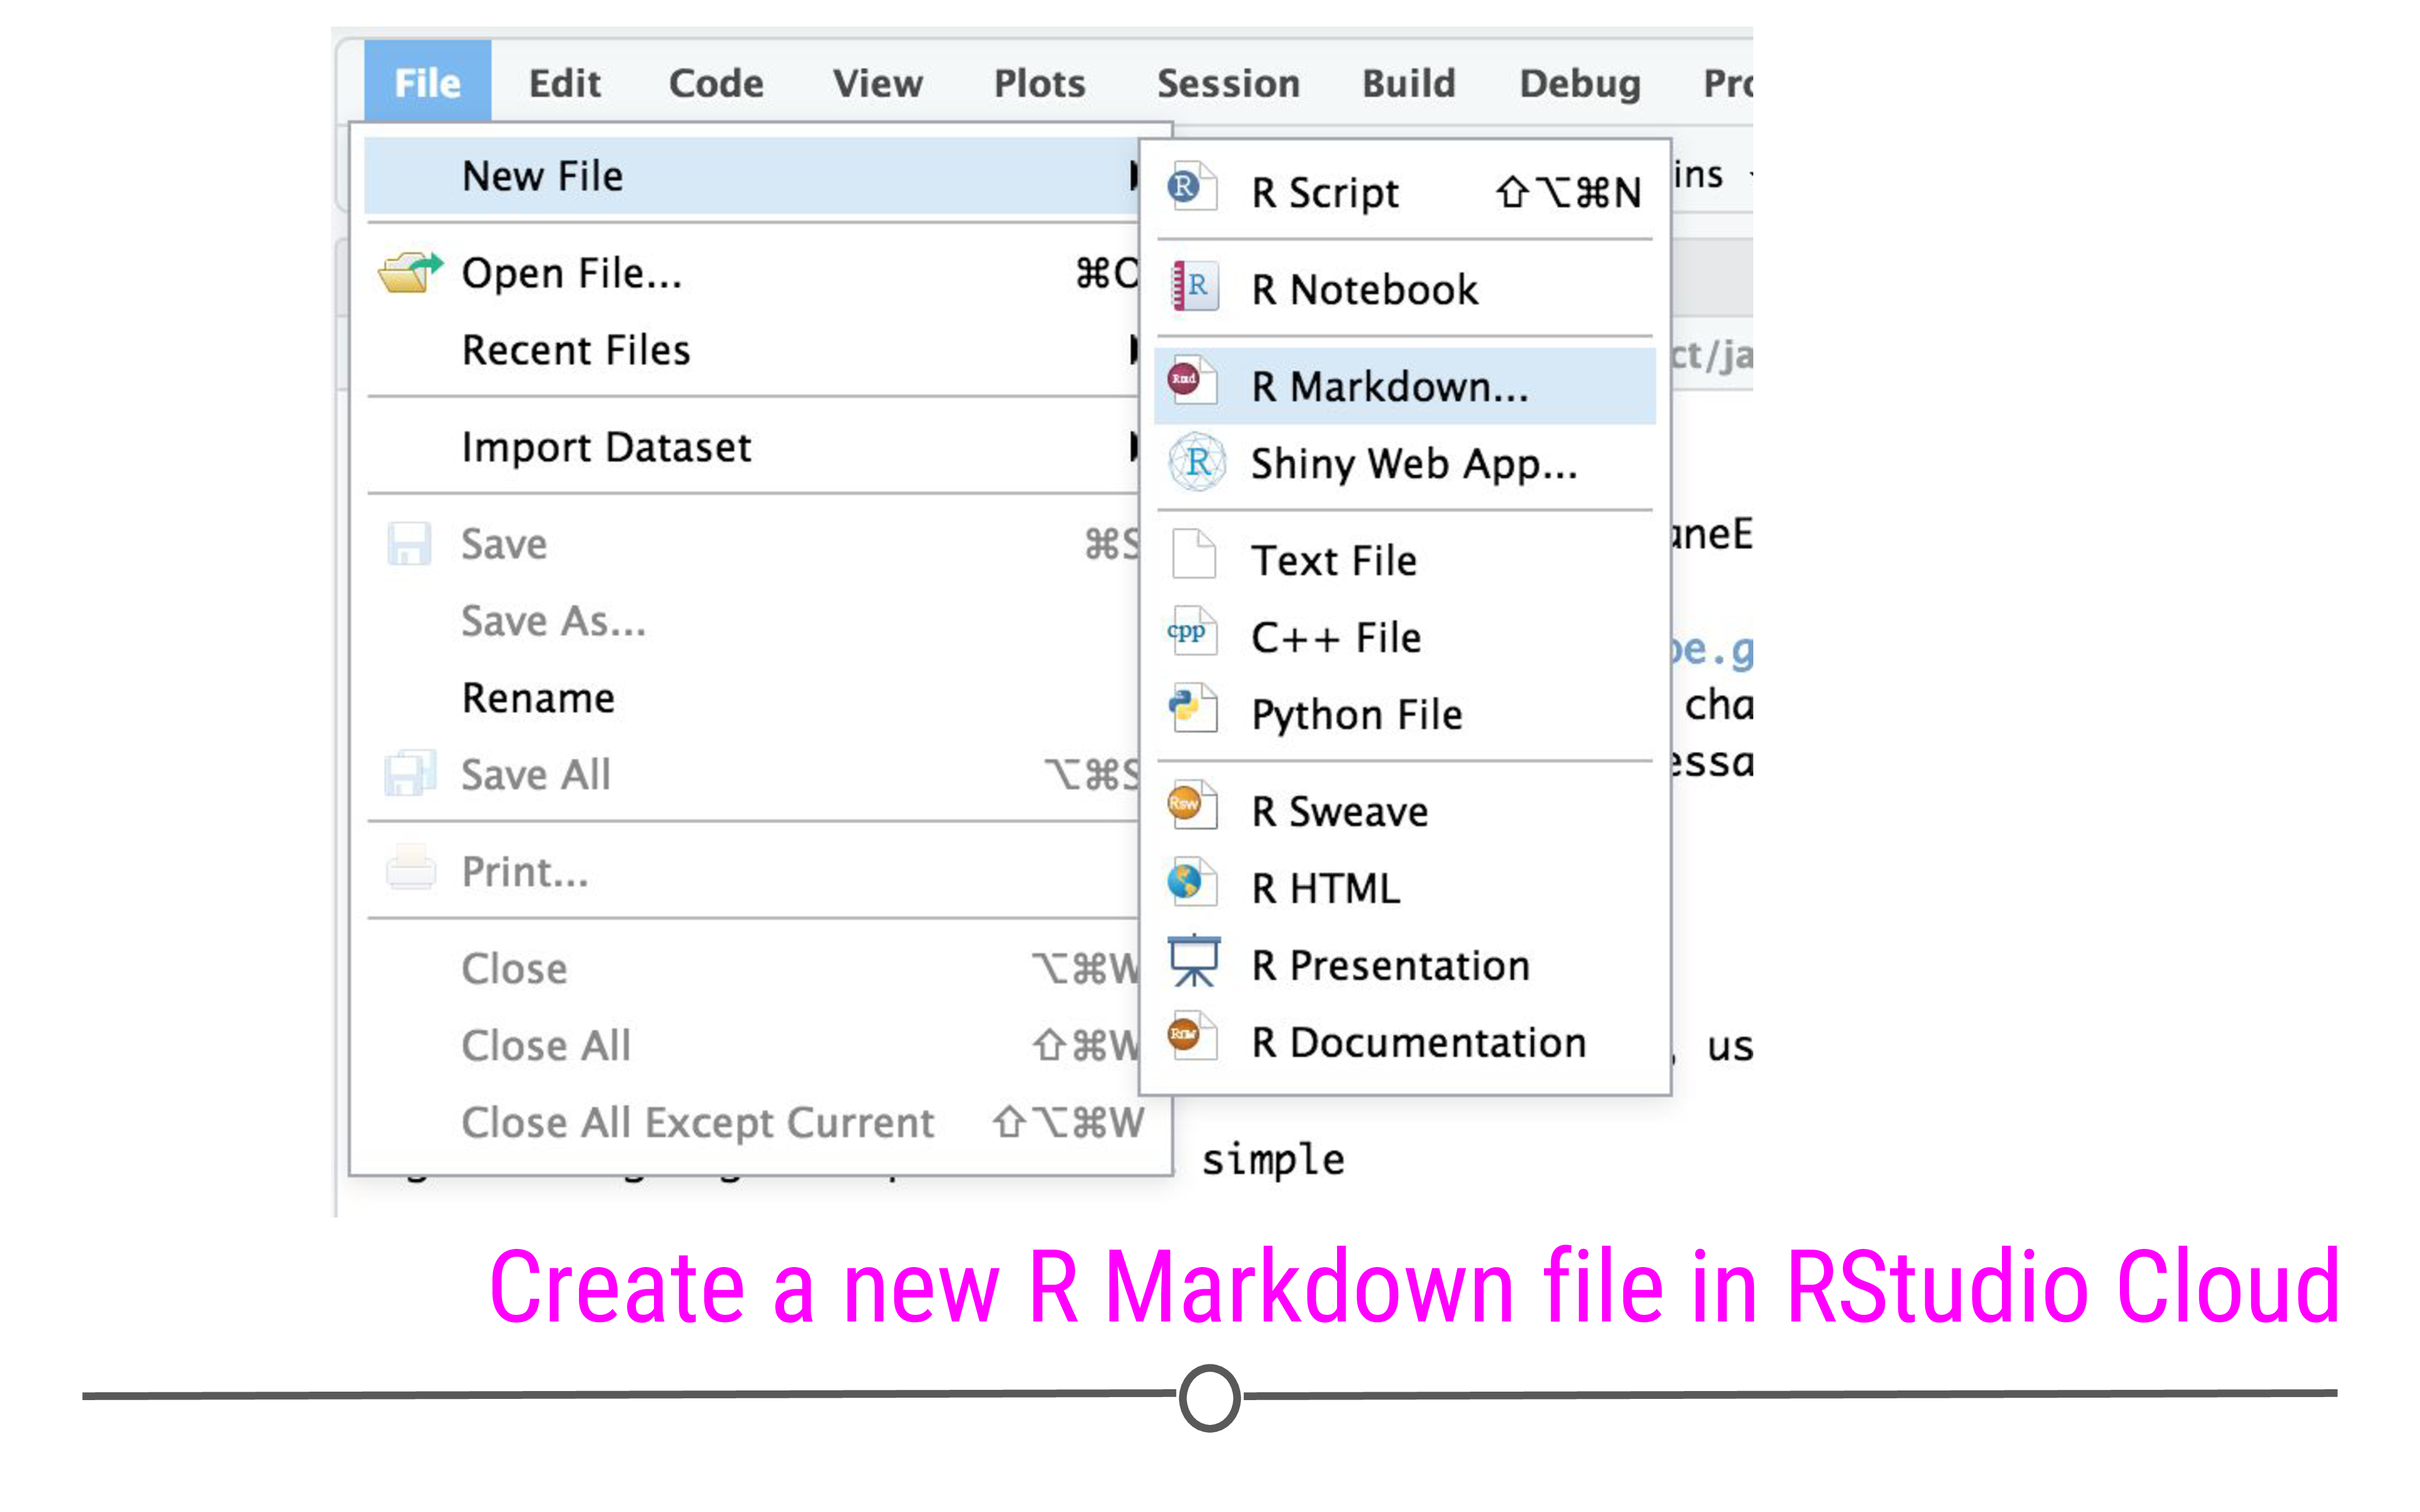 File Edit Code View Plots Session Build Debug
New File
Open File...
Recent Files
Import Dataset
Save
Save As...
Rename
Save All ⌥⌘S
Print...
Close ⌥⌘W
Close All ⇧⌘W
Close All Except Current ⇧⌥⌘W
R Script ⇧⌥⌘N
R Notebook
R Markdown...
Shiny Web App...
Text File
C++ File
Python File
R Sweave
R HTML
R Presentation
R Documentation
ins
ct/ja
aneE
be.g
cha
essa
, us
simple
Create a new R Markdown file in RStudio Cloud